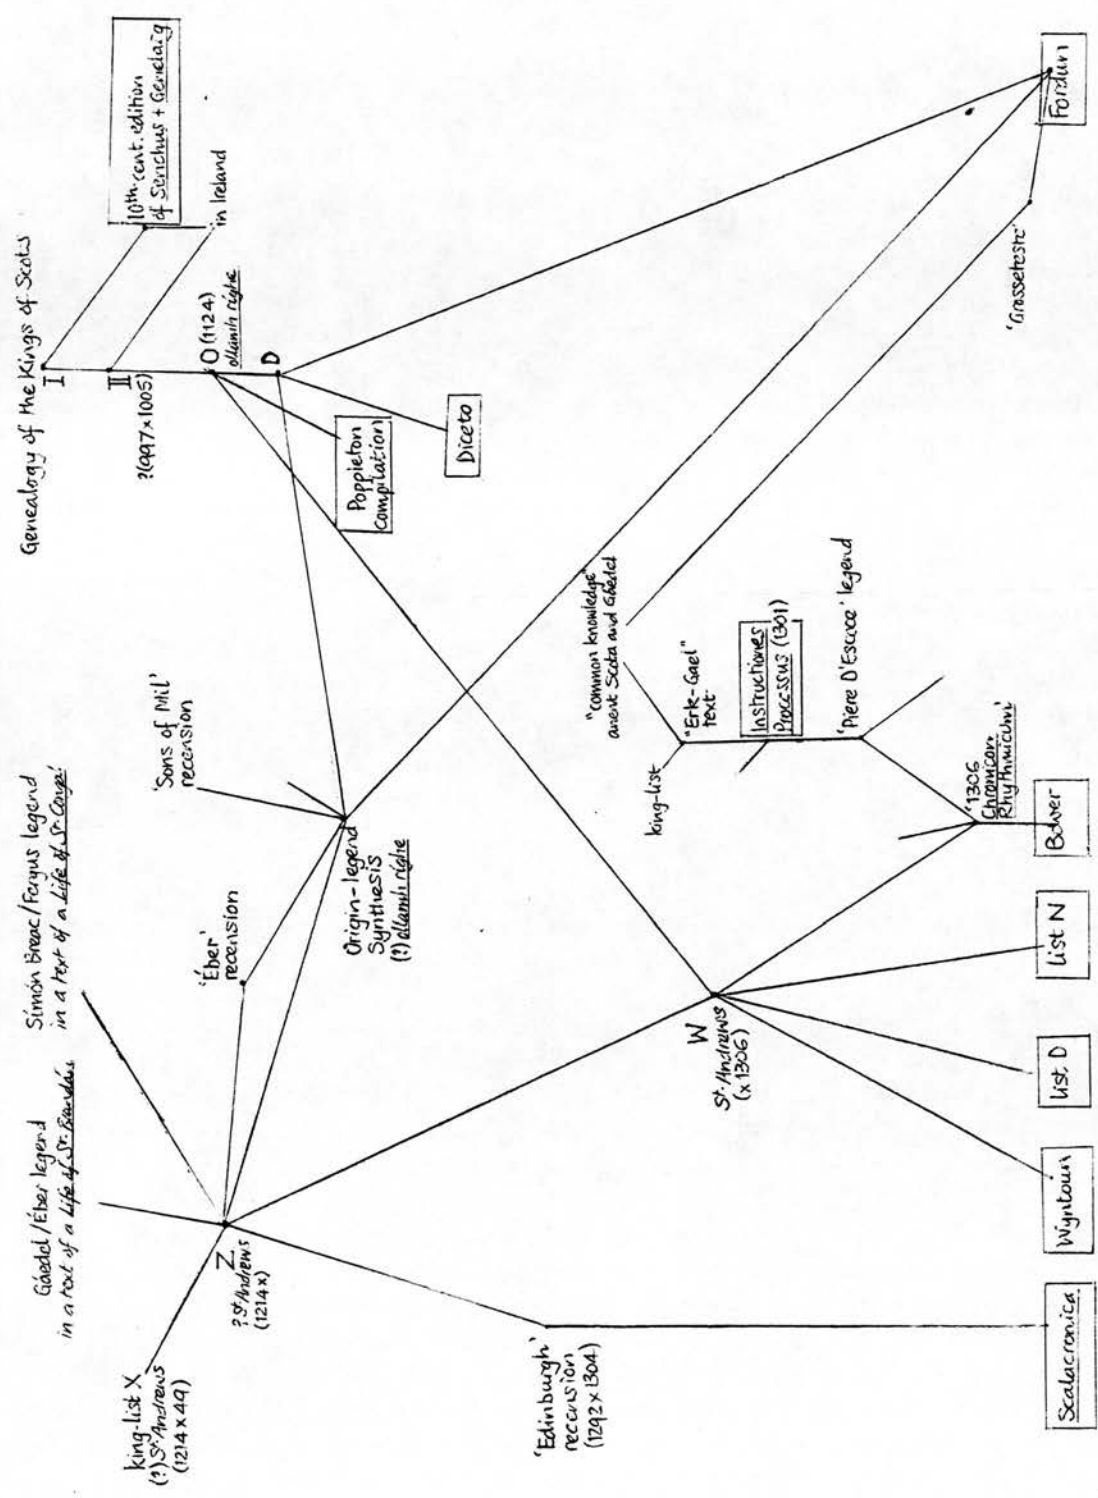 Gáedel/Éber legend
in a text of a Life of St. Brendán
Símón Breac/Fergus legend
in a text of a Life of St. Congal
Genealogy of the Kings of Scots
king-list X
(?) St. Andrews
(1214 x 49)
Z
? St. Andrews
(1214 x)
'Éber'
recension
'Sons of Míl'
recension
I
II
?(997 x 1005)
10th-cent. edition
of Senchus + Genelaig
in Ireland
O (1124)
ollamh ríghe
D
Poppleton
Compilation
Diceto
Origin-legend
Synthesis
(?) ollamh ríghe
'Edinburgh'
recension
(1292 x 1304)
W
St. Andrews
(x 1306)
king-list
"common knowledge"
anent Scota and Gáedel
"Erk-Gael"
text
Instructiones
Processus (1301)
'Piere D'Escoce' legend
'1306
Chronicon
Rhythmicum'
'Grosseteste'
Scalacronica
Wyntoun
List D
List N
Bower
Fordun